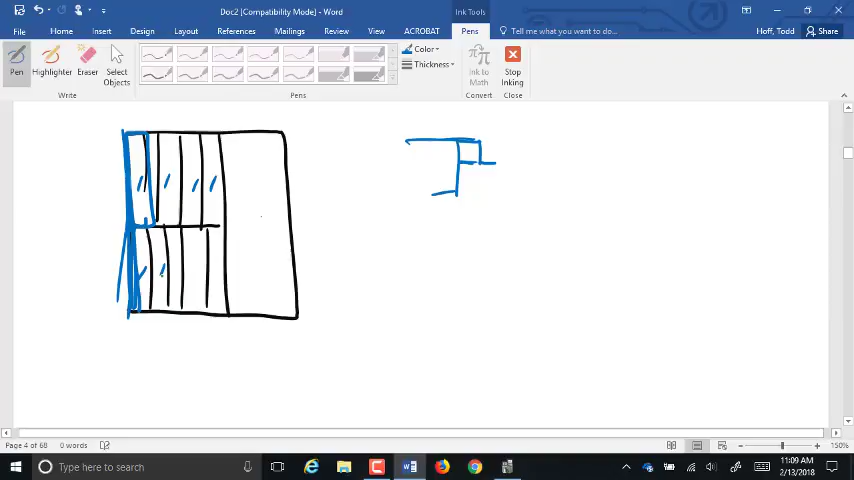 Doc2 [Compatibility Mode] - Word
Ink Tools
Hoff, Todd
File Home Insert Design Layout References Mailings Review View ACROBAT Pens Tell me what you want to do... Share
Pen Highlighter Eraser Select Objects
Color
Thickness
Ink to Math
Stop Inking
Write Pens Convert Close
Page 4 of 68 0 words 150%
Type here to search
11:09 AM
2/13/2018